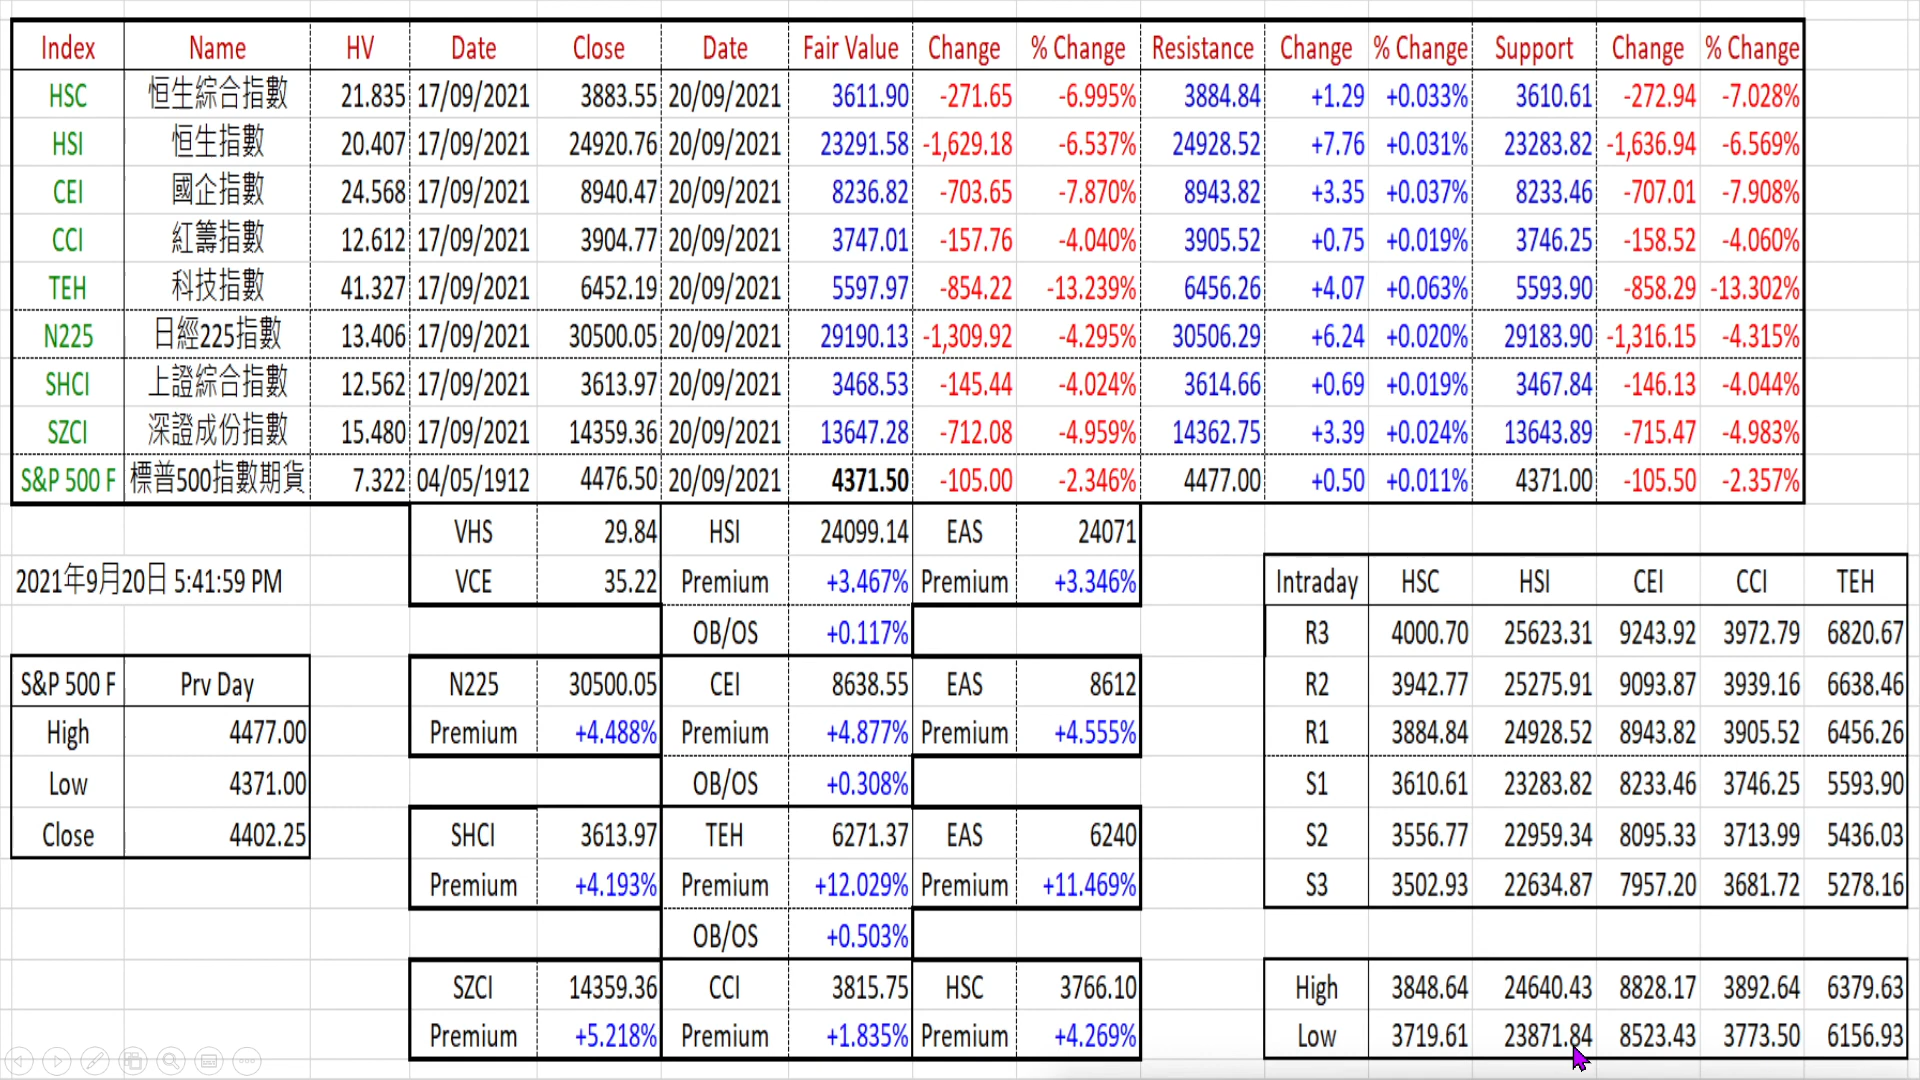 Index Name HV Date Close Date Fair Value Change % Change Resistance Change % Change Support Change % Change
HSC 恒生綜合指數 21.835 17/09/2021 3883.55 20/09/2021 3611.90 -271.65 -6.995% 3884.84 +1.29 +0.033% 3610.61 -272.94 -7.028%
HSI 恒生指數 20.407 17/09/2021 24920.76 20/09/2021 23291.58 -1,629.18 -6.537% 24928.52 +7.76 +0.031% 23283.82 -1,636.94 -6.569%
CEI 國企指數 24.568 17/09/2021 8940.47 20/09/2021 8236.82 -703.65 -7.870% 8943.82 +3.35 +0.037% 8233.46 -707.01 -7.908%
CCI 紅籌指數 12.612 17/09/2021 3904.77 20/09/2021 3747.01 -157.76 -4.040% 3905.52 +0.75 +0.019% 3746.25 -158.52 -4.060%
TEH 科技指數 41.327 17/09/2021 6452.19 20/09/2021 5597.97 -854.22 -13.239% 6456.26 +4.07 +0.063% 5593.90 -858.29 -13.302%
N225 日經225指數 13.406 17/09/2021 30500.05 20/09/2021 29190.13 -1,309.92 -4.295% 30506.29 +6.24 +0.020% 29183.90 -1,316.15 -4.315%
SHCI 上證綜合指數 12.562 17/09/2021 3613.97 20/09/2021 3468.53 -145.44 -4.024% 3614.66 +0.69 +0.019% 3467.84 -146.13 -4.044%
SZCI 深證成份指數 15.480 17/09/2021 14359.36 20/09/2021 13647.28 -712.08 -4.959% 14362.75 +3.39 +0.024% 13643.89 -715.47 -4.983%
S&P 500 F 標普500指數期貨 7.322 04/05/1912 4476.50 20/09/2021 4371.50 -105.00 -2.346% 4477.00 +0.50 +0.011% 4371.00 -105.50 -2.357%
VHS 29.84 HSI 24099.14 EAS 24071
2021年9月20日 5:41:59 PM VCE 35.22 Premium +3.467% Premium +3.346% Intraday HSC HSI CEI CCI TEH
OB/OS +0.117% R3 4000.70 25623.31 9243.92 3972.79 6820.67
S&P 500 F Prv Day N225 30500.05 CEI 8638.55 EAS 8612 R2 3942.77 25275.91 9093.87 3939.16 6638.46
High 4477.00 Premium +4.488% Premium +4.877% Premium +4.555% R1 3884.84 24928.52 8943.82 3905.52 6456.26
Low 4371.00 OB/OS +0.308% S1 3610.61 23283.82 8233.46 3746.25 5593.90
Close 4402.25 SHCI 3613.97 TEH 6271.37 EAS 6240 S2 3556.77 22959.34 8095.33 3713.99 5436.03
Premium +4.193% Premium +12.029% Premium +11.469% S3 3502.93 22634.87 7957.20 3681.72 5278.16
OB/OS +0.503%
SZCI 14359.36 CCI 3815.75 HSC 3766.10 High 3848.64 24640.43 8828.17 3892.64 6379.63
Premium +5.218% Premium +1.835% Premium +4.269% Low 3719.61 23871.84 8523.43 3773.50 6156.93